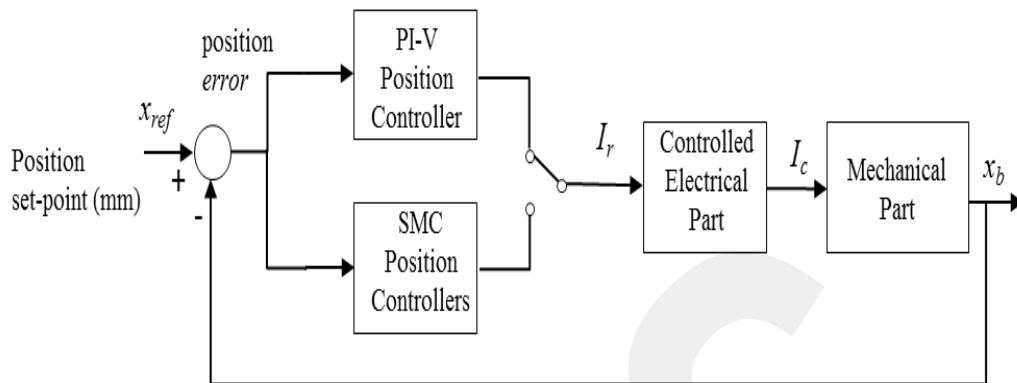 position
error
x_ref
Position
set-point (mm)
+
-
PI-V
Position
Controller
SMC
Position
Controllers
I_r
Controlled
Electrical
Part
I_c
Mechanical
Part
x_b